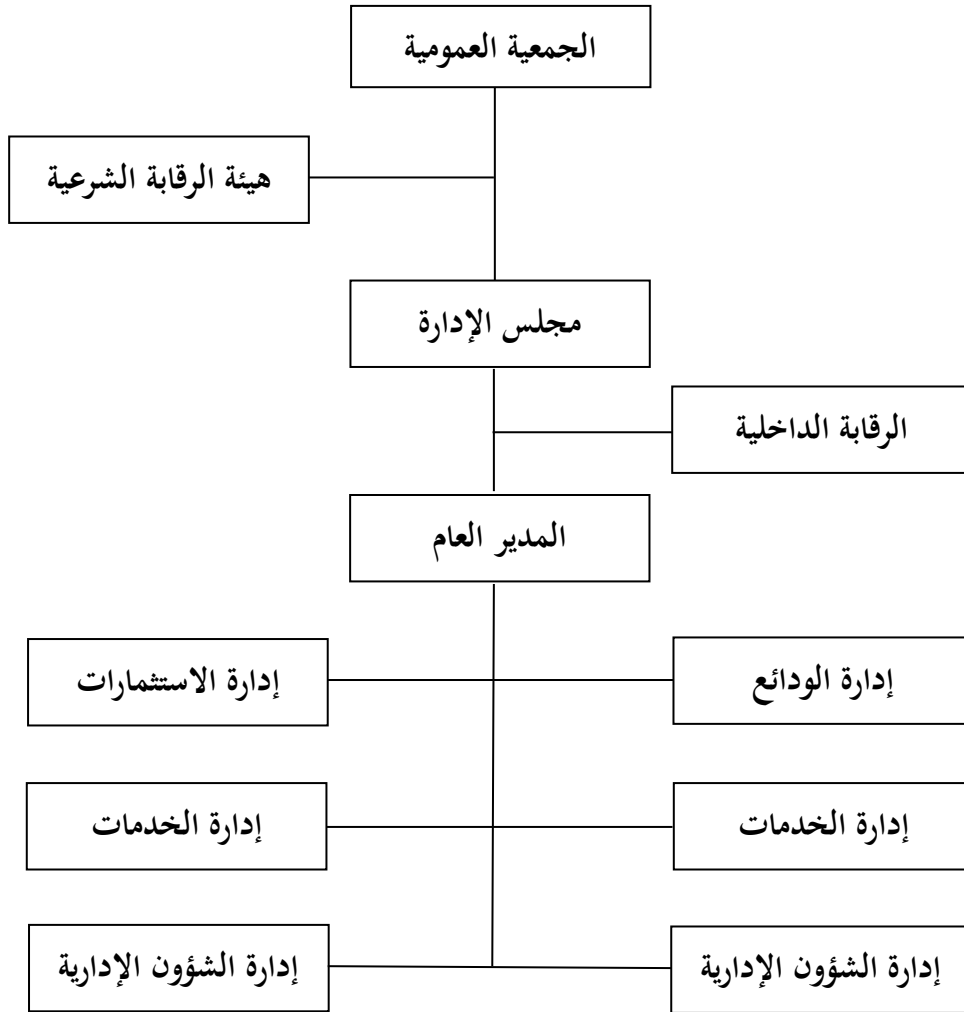 الجمعية العمومية
هيئة الرقابة الشرعية
مجلس الإدارة
الرقابة الداخلية
المدير العام
إدارة الودائع
إدارة الاستثمارات
إدارة الخدمات
إدارة الخدمات
إدارة الشؤون الإدارية
إدارة الشؤون الإدارية